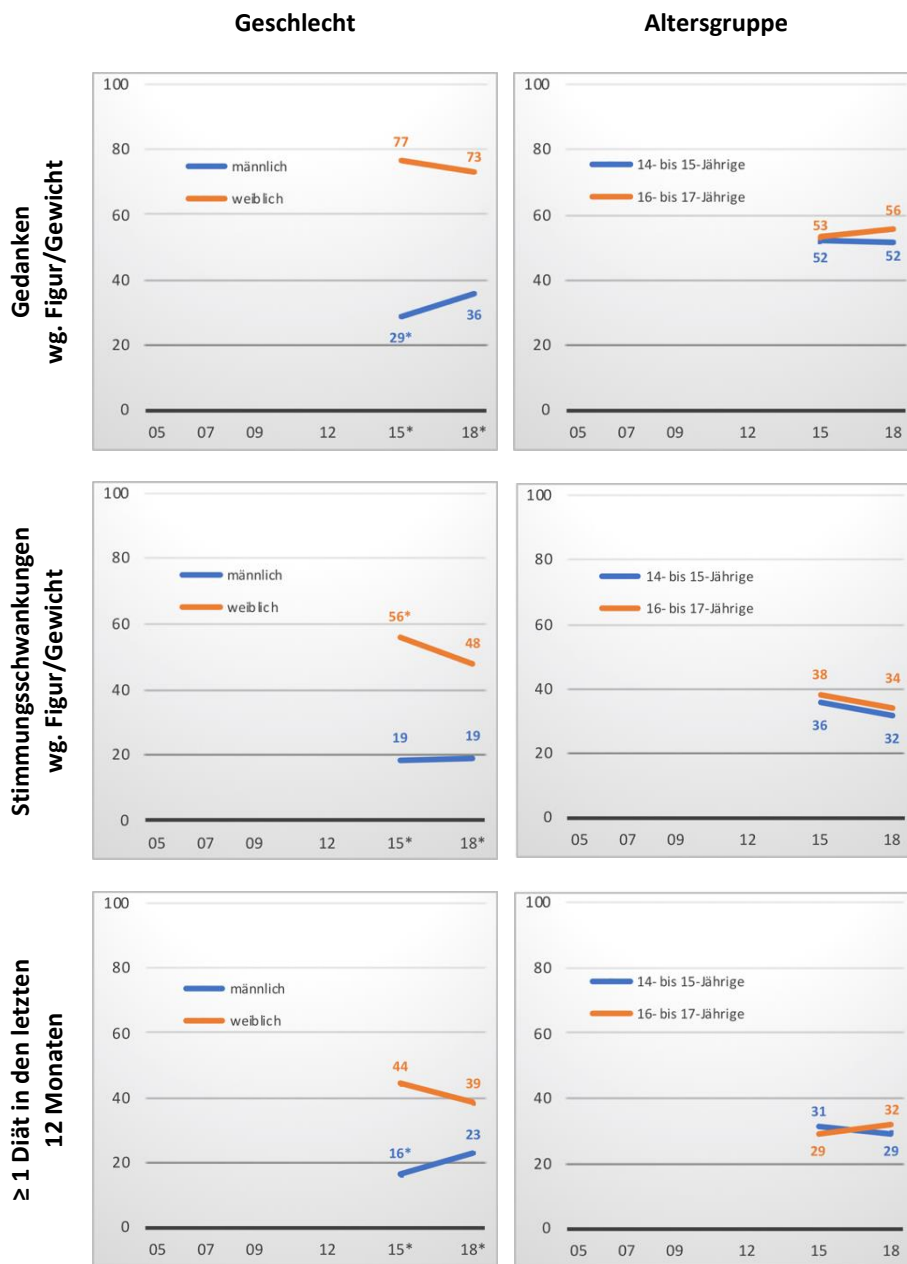 Geschlecht
Altersgruppe
Gedanken
wg. Figur/Gewicht
100
80
60
40
20
0
männlich
weiblich
77
73
29*
36
05 07 09 12 15* 18*
100
80
60
40
20
0
14- bis 15-Jährige
16- bis 17-Jährige
53
56
52
52
05 07 09 12 15 18
Stimmungsschwankungen
wg. Figur/Gewicht
100
80
60
40
20
0
männlich
weiblich
56*
48
19
19
05 07 09 12 15* 18*
100
80
60
40
20
0
14- bis 15-Jährige
16- bis 17-Jährige
38
34
36
32
05 07 09 12 15 18
≥ 1 Diät in den letzten
12 Monaten
100
80
60
40
20
0
männlich
weiblich
44
39
16*
23
05 07 09 12 15* 18*
100
80
60
40
20
0
14- bis 15-Jährige
16- bis 17-Jährige
31
32
29
29
05 07 09 12 15 18